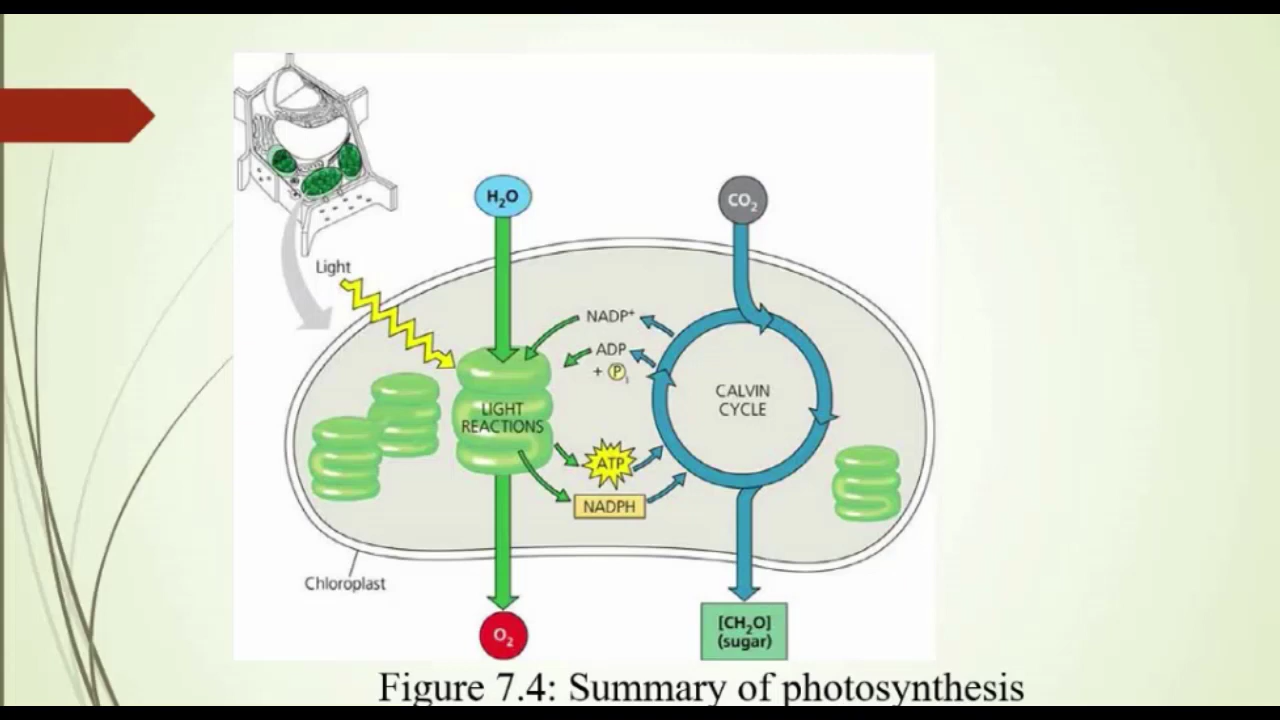 H₂O
CO₂
Light
NADP⁺
ADP
+ Pᵢ
CALVIN
CYCLE
LIGHT
REACTIONS
ATP
NADPH
Chloroplast
O₂
[CH₂O]
(sugar)
Figure 7.4: Summary of photosynthesis